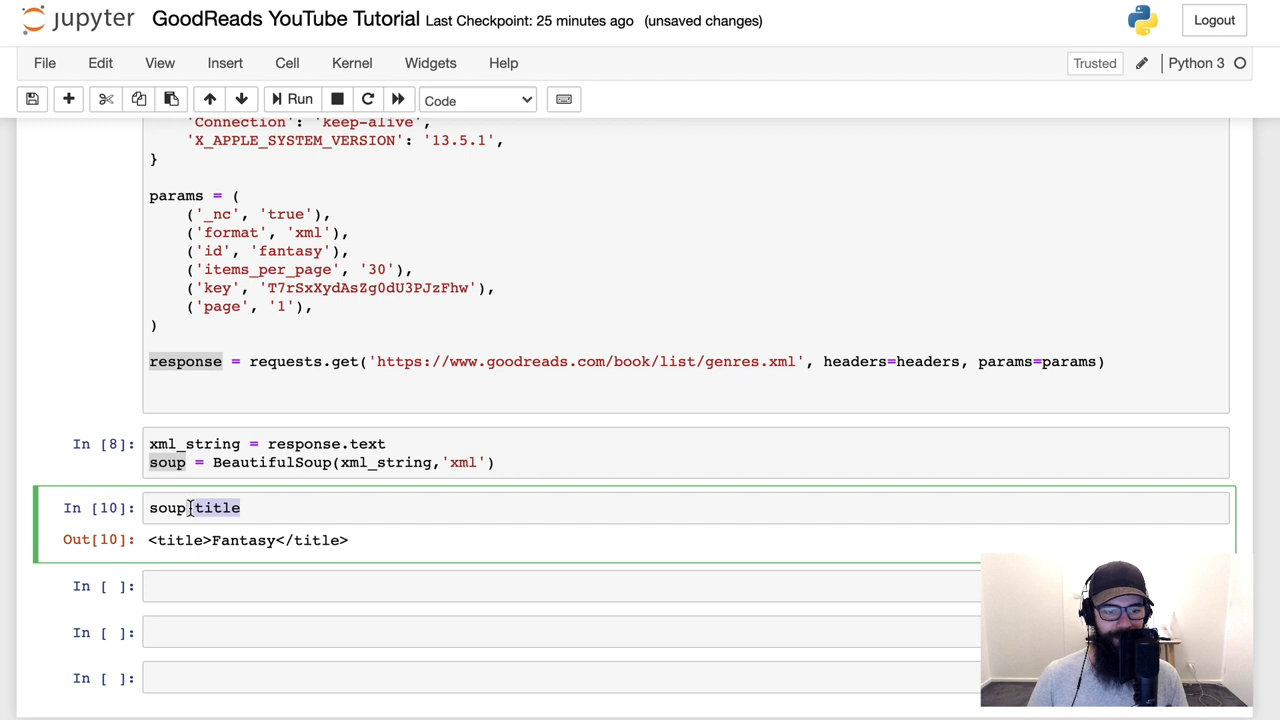 jupyter GoodReads YouTube Tutorial Last Checkpoint: 25 minutes ago (unsaved changes) Logout
File Edit View Insert Cell Kernel Widgets Help Trusted Python 3
Run Code
'Connection': 'keep-alive',
'X_APPLE_SYSTEM_VERSION': '13.5.1',
}
params = (
('_nc', 'true'),
('format', 'xml'),
('id', 'fantasy'),
('items_per_page', '30'),
('key', 'T7rSxXydAsZg0dU3PJzFhw'),
('page', '1'),
)
response = requests.get('https://www.goodreads.com/book/list/genres.xml', headers=headers, params=params)
In [8]: xml_string = response.text
soup = BeautifulSoup(xml_string,'xml')
In [10]: soup.title
Out[10]: <title>Fantasy</title>
In [ ]:
In [ ]:
In [ ]: